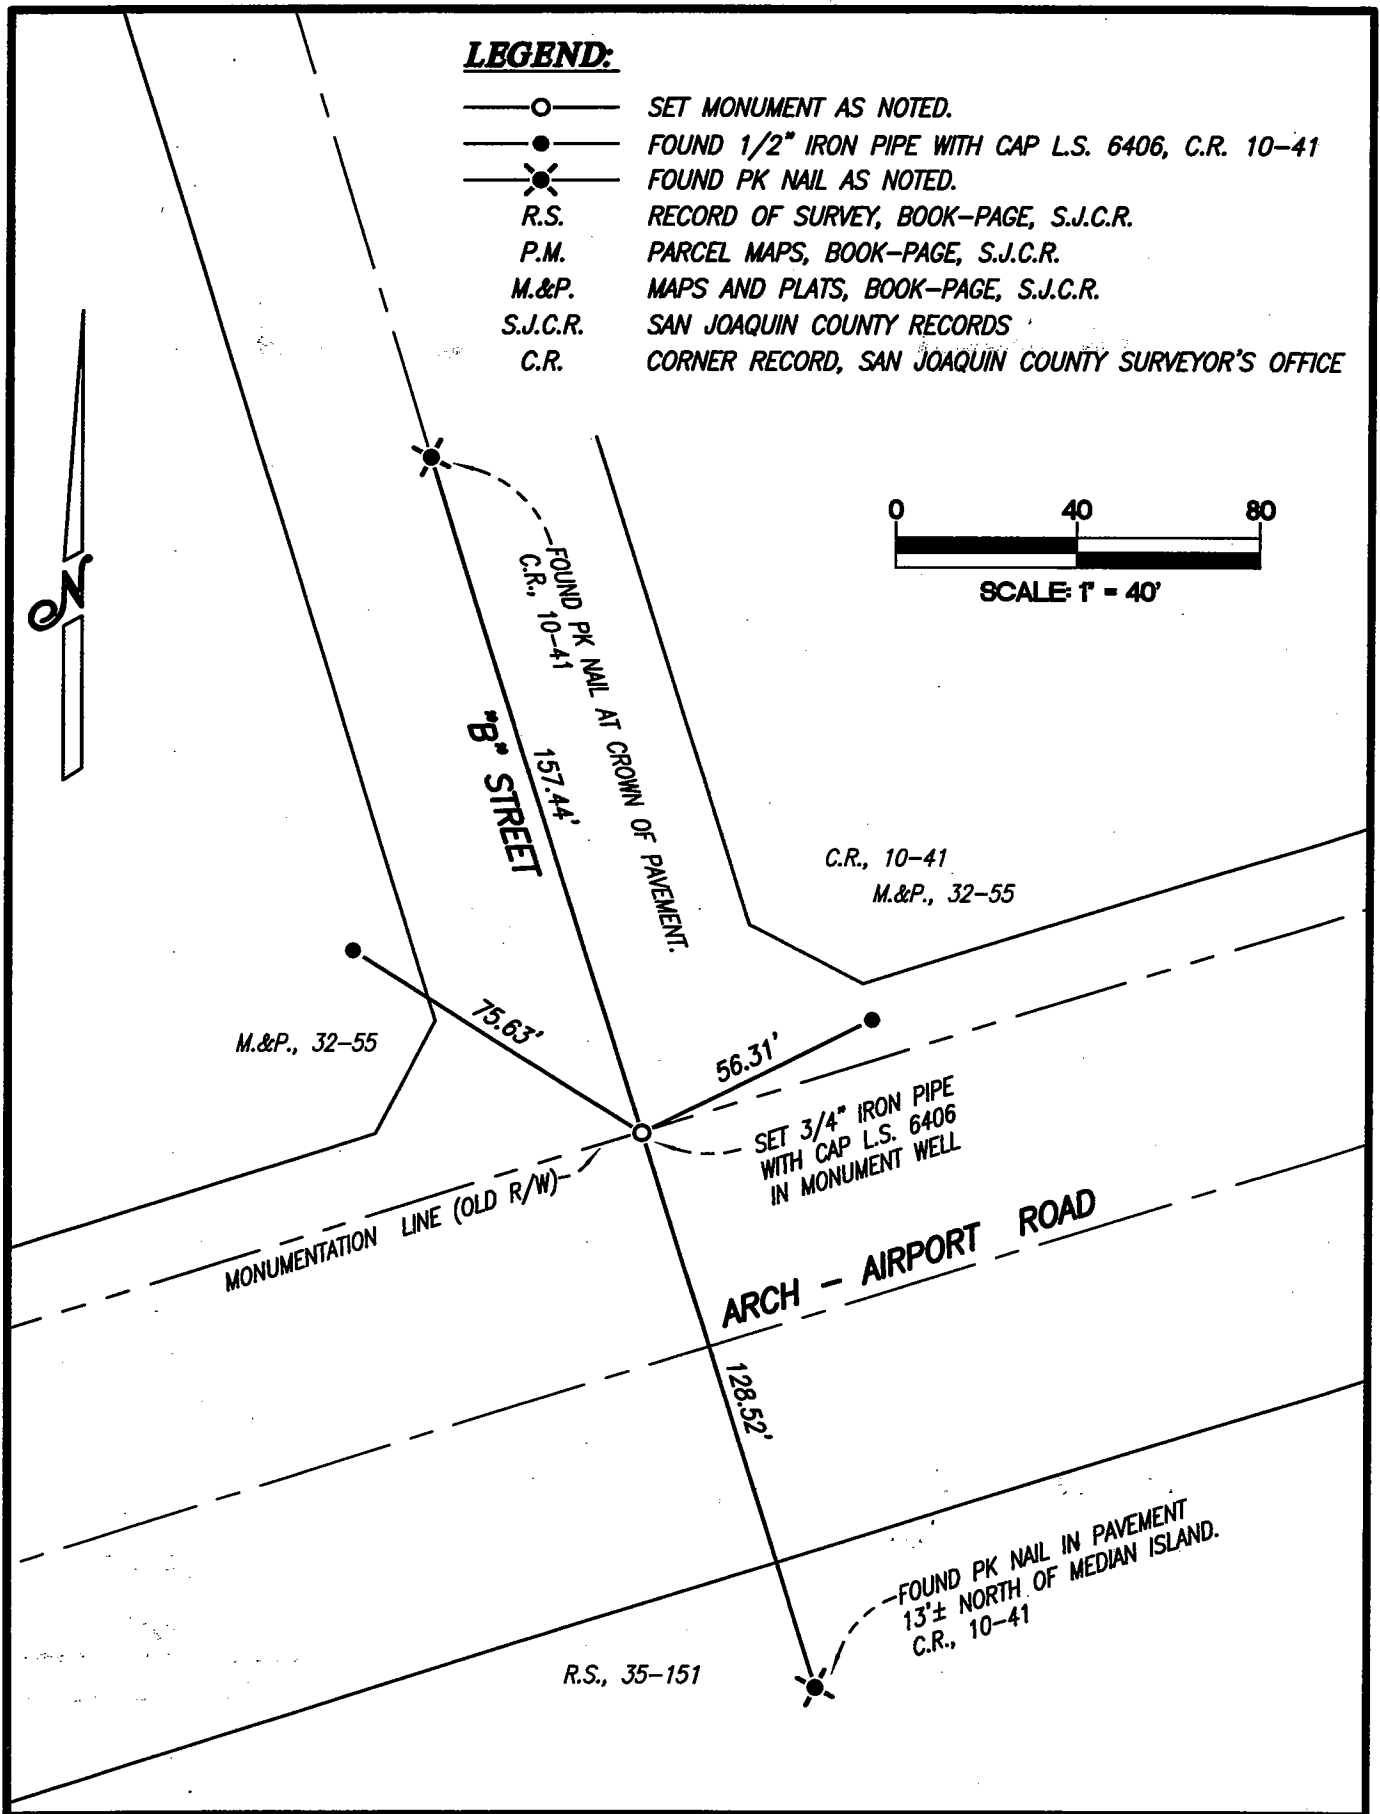 LEGEND:
SET MONUMENT AS NOTED.
FOUND 1/2" IRON PIPE WITH CAP L.S. 6406, C.R. 10-41
FOUND PK NAIL AS NOTED.
R.S. RECORD OF SURVEY, BOOK-PAGE, S.J.C.R.
P.M. PARCEL MAPS, BOOK-PAGE, S.J.C.R.
M.&P. MAPS AND PLATS, BOOK-PAGE, S.J.C.R.
S.J.C.R. SAN JOAQUIN COUNTY RECORDS
C.R. CORNER RECORD, SAN JOAQUIN COUNTY SURVEYOR'S OFFICE
N
0 40 80
SCALE: 1" = 40'
FOUND PK NAIL AT CROWN OF PAVEMENT.
C.R., 10-41
"B" STREET
157.44'
C.R., 10-41
M.&P., 32-55
75.63'
M.&P., 32-55
56.31'
SET 3/4" IRON PIPE
WITH CAP L.S. 6406
IN MONUMENT WELL
MONUMENTATION LINE (OLD R/W)
ARCH - AIRPORT ROAD
128.52'
FOUND PK NAIL IN PAVEMENT
13'± NORTH OF MEDIAN ISLAND.
C.R., 10-41
R.S., 35-151